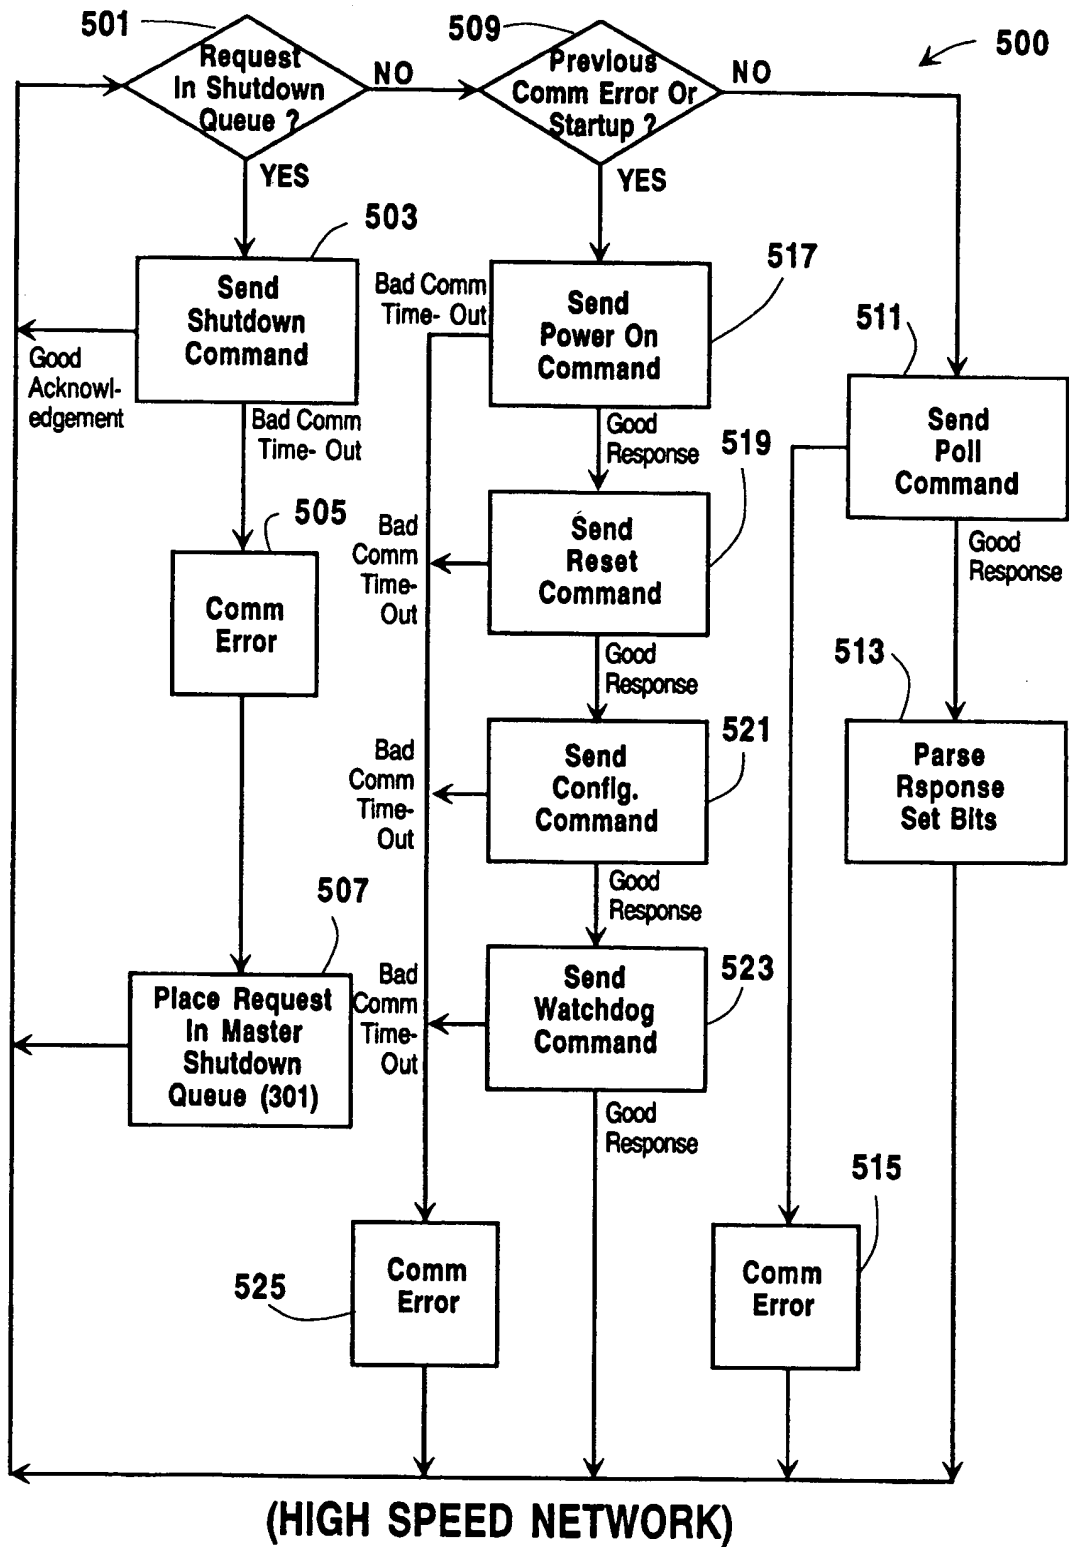 501
Request
In Shutdown
Queue ?
NO
YES
509
Previous
Comm Error Or
Startup ?
NO
YES
500
503
Send
Shutdown
Command
Good
Acknowl-
edgement
Bad Comm
Time- Out
505
Comm
Error
507
Place Request
In Master
Shutdown
Queue (301)
Bad Comm
Time- Out
517
Send
Power On
Command
Good
Response
519
Send
Reset
Command
Bad
Comm
Time-
Out
Good
Response
521
Send
Config.
Command
Bad
Comm
Time-
Out
Good
Response
523
Send
Watchdog
Command
Bad
Comm
Time-
Out
Good
Response
525
Comm
Error
511
Send
Poll
Command
Good
Response
513
Parse
Rsponse
Set Bits
515
Comm
Error
(HIGH SPEED NETWORK)